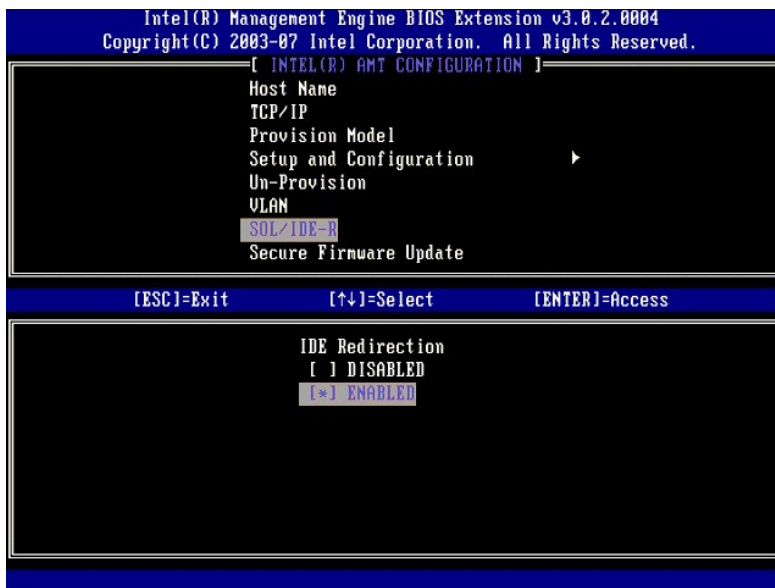 Intel(R) Management Engine BIOS Extension v3.0.2.0004
Copyright(C) 2003-07 Intel Corporation. All Rights Reserved.
[ INTEL(R) AMT CONFIGURATION ]
Host Name
TCP/IP
Provision Model
Setup and Configuration ►
Un-Provision
VLAN
SOL/IDE-R
Secure Firmware Update
[ESC]=Exit [↑↓]=Select [ENTER]=Access
IDE Redirection
[ ] DISABLED
[*] ENABLED